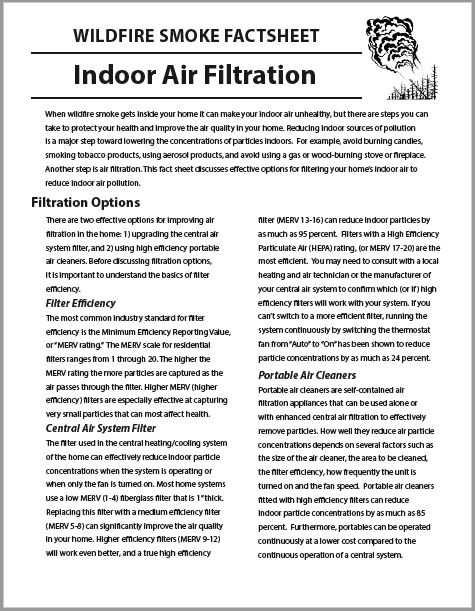 WILDFIRE SMOKE FACTSHEET
Indoor Air Filtration
When wildfire smoke gets inside your home it can make your indoor air unhealthy, but there are steps you can
take to protect your health and improve the air quality in your home. Reducing indoor sources of pollution
is a major step toward lowering the concentrations of particles indoors. For example, avoid burning candles,
smoking tobacco products, using aerosol products, and avoid using a gas or wood-burning stove or fireplace.
Another step is air filtration. This fact sheet discusses effective options for filtering your home's indoor air to
reduce indoor air pollution.
Filtration Options
There are two effective options for improving air
filtration in the home: 1) upgrading the central air
system filter, and 2) using high efficiency portable
air cleaners. Before discussing filtration options,
it is important to understand the basics of filter
efficiency.
Filter Efficiency
The most common industry standard for filter
efficiency is the Minimum Efficiency Reporting Value,
or "MERV rating." The MERV scale for residential
filters ranges from 1 through 20. The higher the
MERV rating the more particles are captured as the
air passes through the filter. Higher MERV (higher
efficiency) filters are especially effective at capturing
very small particles that can most affect health.
Central Air System Filter
The filter used in the central heating/cooling system
of the home can effectively reduce indoor particle
concentrations when the system is operating or
when only the fan is turned on. Most home systems
use a low MERV (1-4) fiberglass filter that is 1" thick.
Replacing this filter with a medium efficiency filter
(MERV 5-8) can significantly improve the air quality
in your home. Higher efficiency filters (MERV 9-12)
will work even better, and a true high efficiency
filter (MERV 13-16) can reduce indoor particles by
as much as 95 percent. Filters with a High Efficiency
Particulate Air (HEPA) rating, (or MERV 17-20) are the
most efficient. You may need to consult with a local
heating and air technician or the manufacturer of
your central air system to confirm which (or if) high
efficiency filters will work with your system. If you
can't switch to a more efficient filter, running the
system continuously by switching the thermostat
fan from "Auto" to "On" has been shown to reduce
particle concentrations by as much as 24 percent.
Portable Air Cleaners
Portable air cleaners are self-contained air
filtration appliances that can be used alone or
with enhanced central air filtration to effectively
remove particles. How well they reduce air particle
concentrations depends on several factors such as
the size of the air cleaner, the area to be cleaned,
the filter efficiency, how frequently the unit is
turned on and the fan speed. Portable air cleaners
fitted with high efficiency filters can reduce
indoor particle concentrations by as much as 85
percent. Furthermore, portables can be operated
continuously at a lower cost compared to the
continuous operation of a central system.